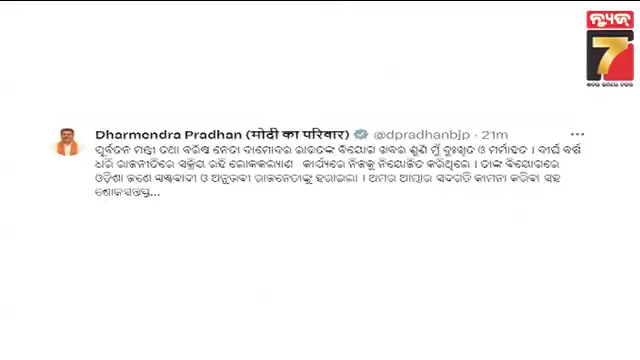 ନ୍ୟୁଜ୍
7
Dharmendra Pradhan (मोदी का परिवार) @dpradhanbjp · 21m
ପୂର୍ବତନ ମନ୍ତ୍ରୀ ତଥା ବରିଷ୍ଠ ନେତା ଦାମୋଦର ରାଉତଙ୍କ ବିୟୋଗ ଖବର ଶୁଣି ମୁଁ ଦୁଃଖିତ ଓ ମର୍ମାହତ । ଦୀର୍ଘ ବର୍ଷ
ଧରି ରାଜନୀତିରେ ସକ୍ରିୟ ରହି ଲୋକକଲ୍ୟାଣ କାର୍ଯ୍ୟରେ ନିଜକୁ ନିୟୋଜିତ କରିଥିଲେ । ତାଙ୍କ ବିୟୋଗରେ
ଓଡ଼ିଶା ଜଣେ ସ୍ପଷ୍ଟବାଦୀ ଓ ଅନୁଭବୀ ରାଜନେତାଙ୍କୁ ହରାଇଲା । ଅମର ଆତ୍ମାର ସଦଗତି କାମନା କରିବା ସହ
ଶୋକସନ୍ତପ୍ତ...